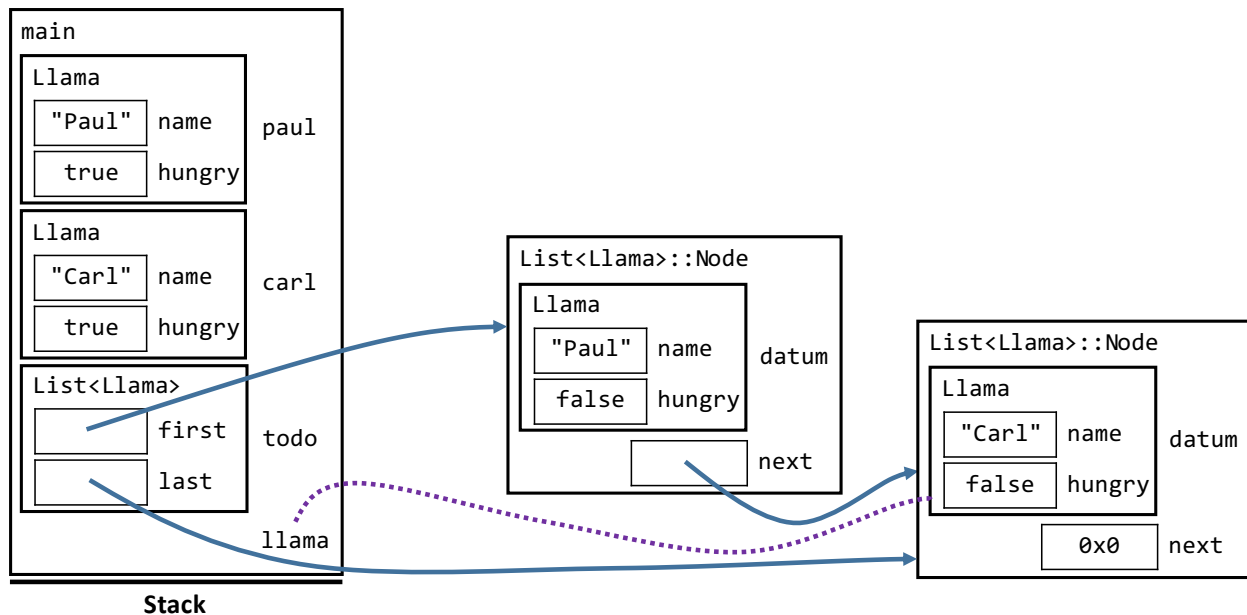 main
Llama
"Paul" name
true hungry
paul
Llama
"Carl" name
true hungry
carl
List<Llama>
first
last
todo
llama
Stack
List<Llama>::Node
Llama
"Paul" name
false hungry
datum
next
List<Llama>::Node
Llama
"Carl" name
false hungry
datum
0x0 next